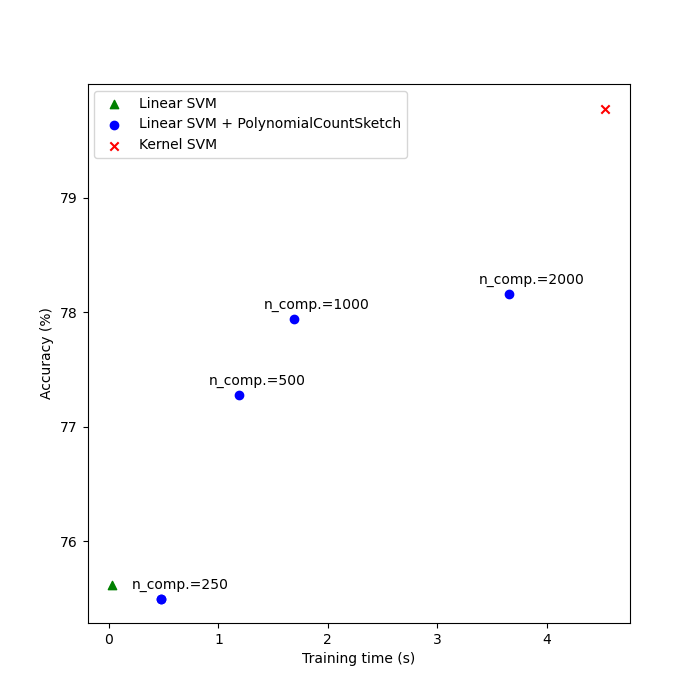 Linear SVM
Linear SVM + PolynomialCountSketch
Kernel SVM
79
n_comp.=2000
n_comp.=1000
78
n_comp.=500
77
76
n_comp.=250
Accuracy (%)
0 1 2 3 4
Training time (s)